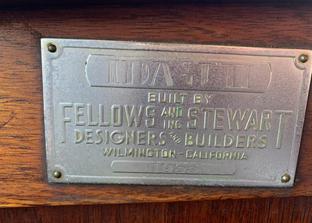 BUILT BY
FELLOWS AND STEWART INC
DESIGNERS AND BUILDERS
WILMINGTON - CALIFORNIA